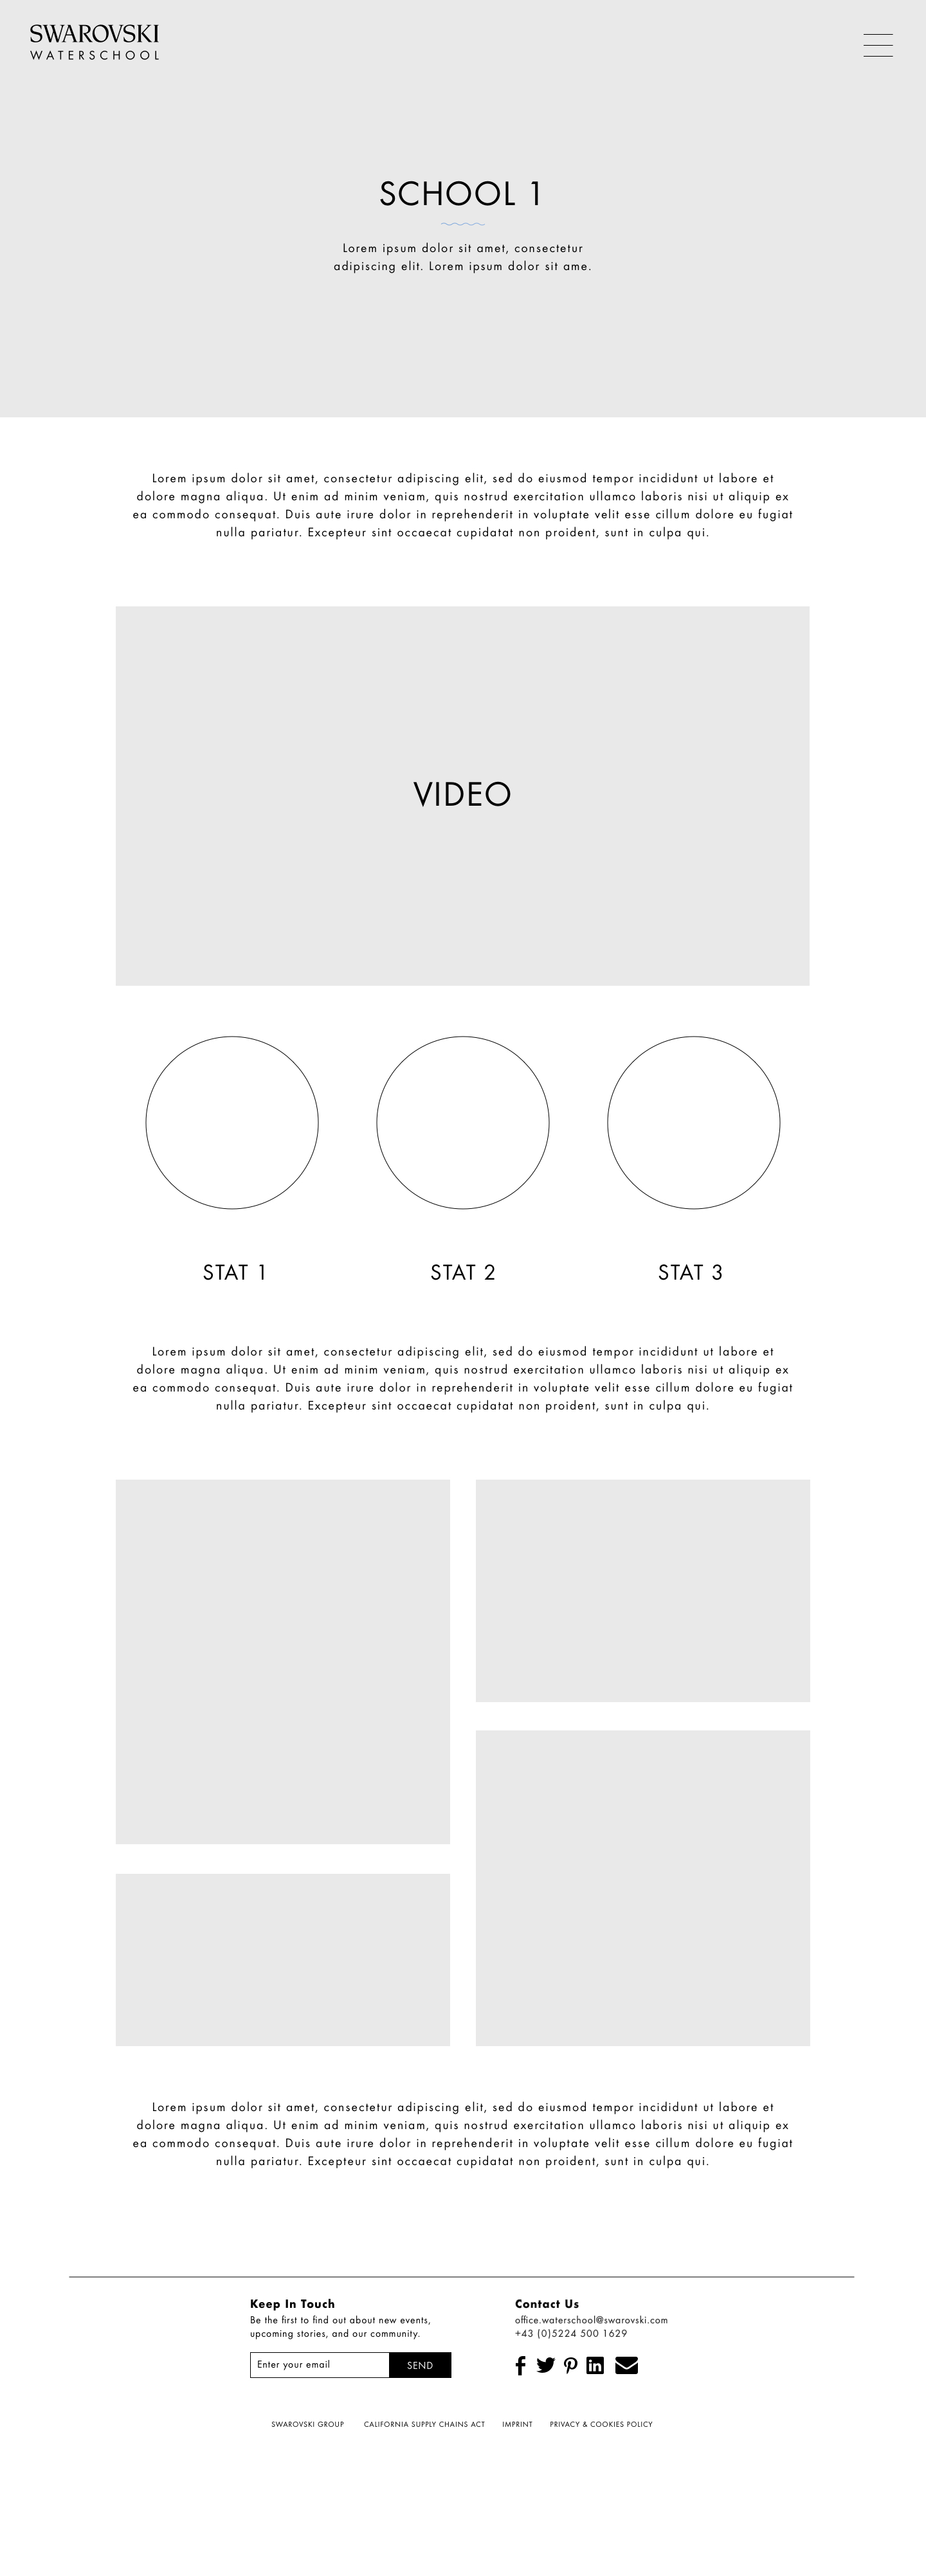 SWAROVSKI
WATERSCHOOL
SCHOOL 1
Lorem ipsum dolor sit amet, consectetur
adipiscing elit. Lorem ipsum dolor sit ame.
Lorem ipsum dolor sit amet, consectetur adipiscing elit, sed do eiusmod tempor incididunt ut labore et
dolore magna aliqua. Ut enim ad minim veniam, quis nostrud exercitation ullamco laboris nisi ut aliquip ex
ea commodo consequat. Duis aute irure dolor in reprehenderit in voluptate velit esse cillum dolore eu fugiat
nulla pariatur. Excepteur sint occaecat cupidatat non proident, sunt in culpa qui.
VIDEO
STAT 1
STAT 2
STAT 3
Lorem ipsum dolor sit amet, consectetur adipiscing elit, sed do eiusmod tempor incididunt ut labore et
dolore magna aliqua. Ut enim ad minim veniam, quis nostrud exercitation ullamco laboris nisi ut aliquip ex
ea commodo consequat. Duis aute irure dolor in reprehenderit in voluptate velit esse cillum dolore eu fugiat
nulla pariatur. Excepteur sint occaecat cupidatat non proident, sunt in culpa qui.
Lorem ipsum dolor sit amet, consectetur adipiscing elit, sed do eiusmod tempor incididunt ut labore et
dolore magna aliqua. Ut enim ad minim veniam, quis nostrud exercitation ullamco laboris nisi ut aliquip ex
ea commodo consequat. Duis aute irure dolor in reprehenderit in voluptate velit esse cillum dolore eu fugiat
nulla pariatur. Excepteur sint occaecat cupidatat non proident, sunt in culpa qui.
Keep In Touch
Be the first to find out about new events,
upcoming stories, and our community.
Enter your email
SEND
Contact Us
office.waterschool@swarovski.com
+43 (0)5224 500 1629
SWAROVSKI GROUP
CALIFORNIA SUPPLY CHAINS ACT
IMPRINT
PRIVACY & COOKIES POLICY